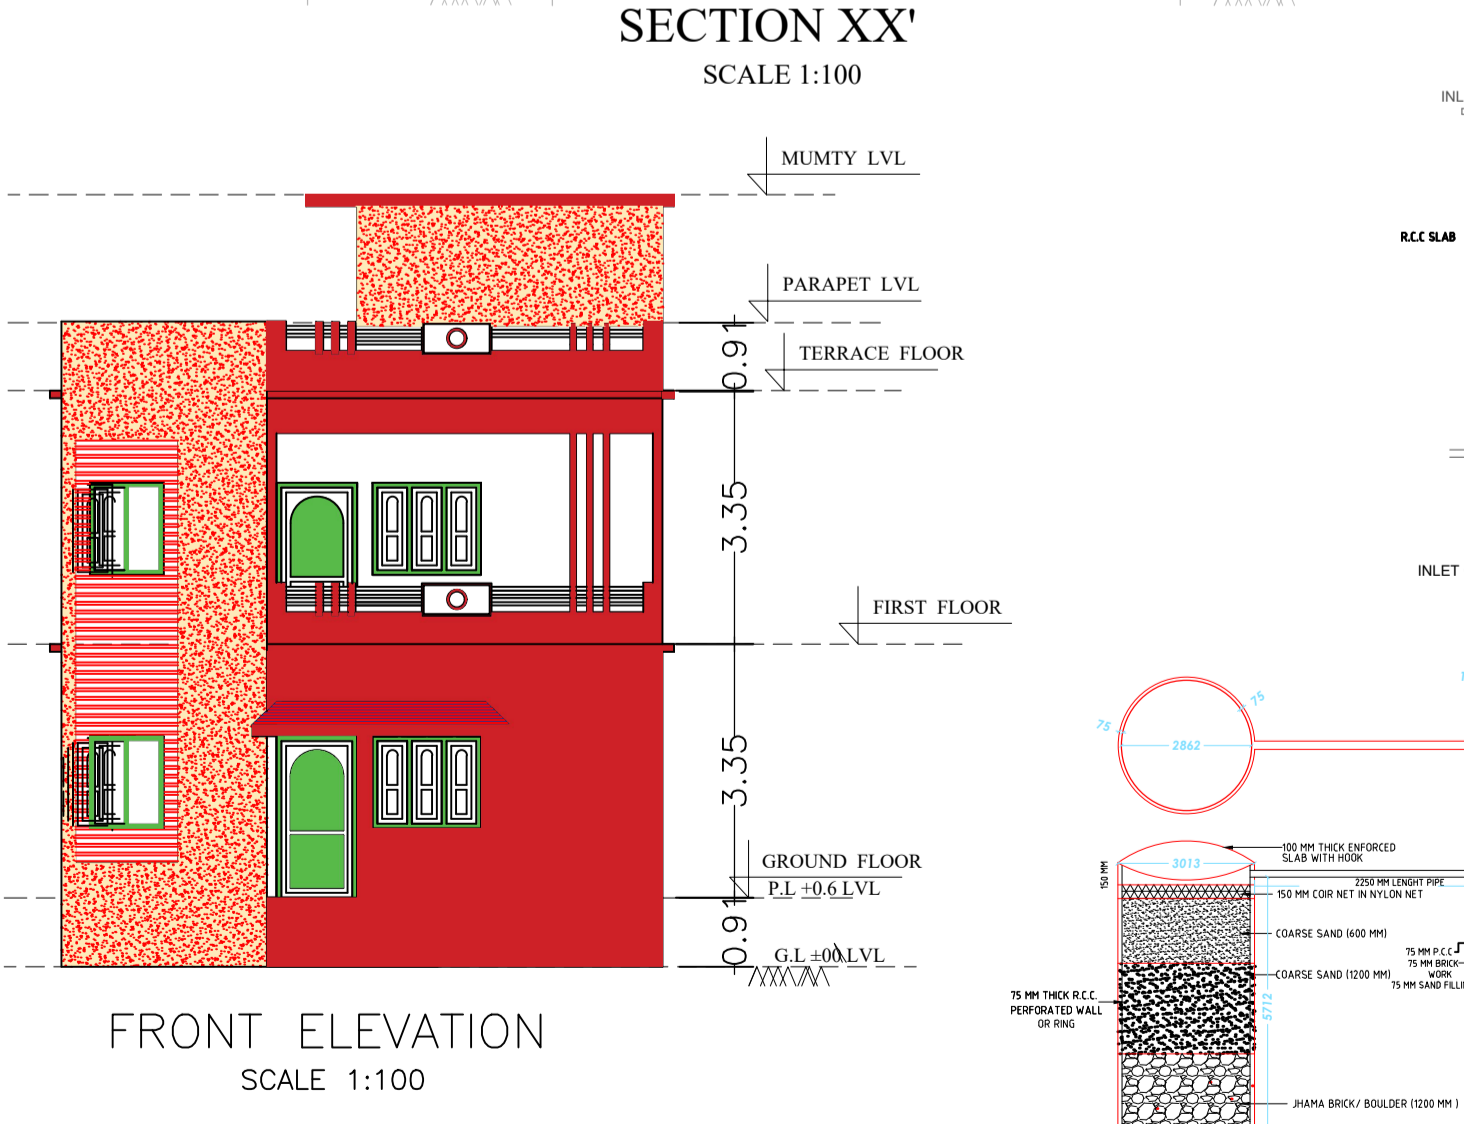 SECTION XX'
SCALE 1:100
MUMTY LVL
PARAPET LVL
0.91
TERRACE FLOOR
3.35
FIRST FLOOR
3.35
GROUND FLOOR
P.L +0.6 LVL
0.91
G.L ±00 LVL
FRONT ELEVATION
SCALE 1:100
INL
R.C.C SLAB
INLET
75
75
2862
3013
150 MM
100 MM THICK ENFORCED
SLAB WITH HOOK
2250 MM LENGHT PIPE
150 MM COIR NET IN NYLON NET
COARSE SAND (600 MM)
COARSE SAND (1200 MM)
75 MM P.C.C
75 MM BRICK
WORK
75 MM SAND FILLI
5712
75 MM THICK R.C.C.
PERFORATED WALL
OR RING
JHAMA BRICK/ BOULDER (1200 MM )